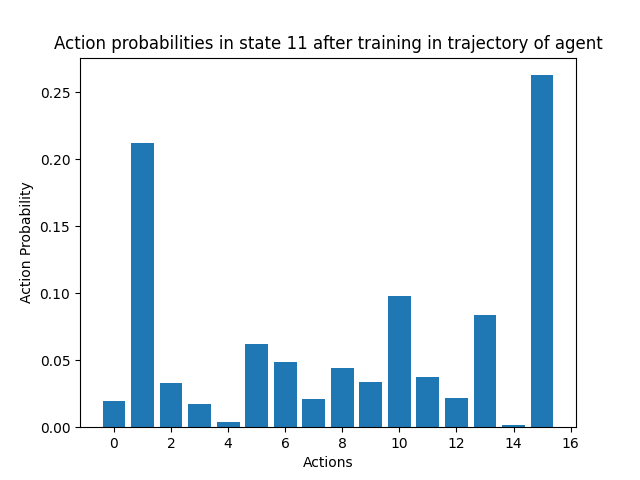 Action probabilities in state 11 after training in trajectory of agent
0.25
0.20
0.15
0.10
0.05
0.00
Action Probability
0 2 4 6 8 10 12 14 16
Actions